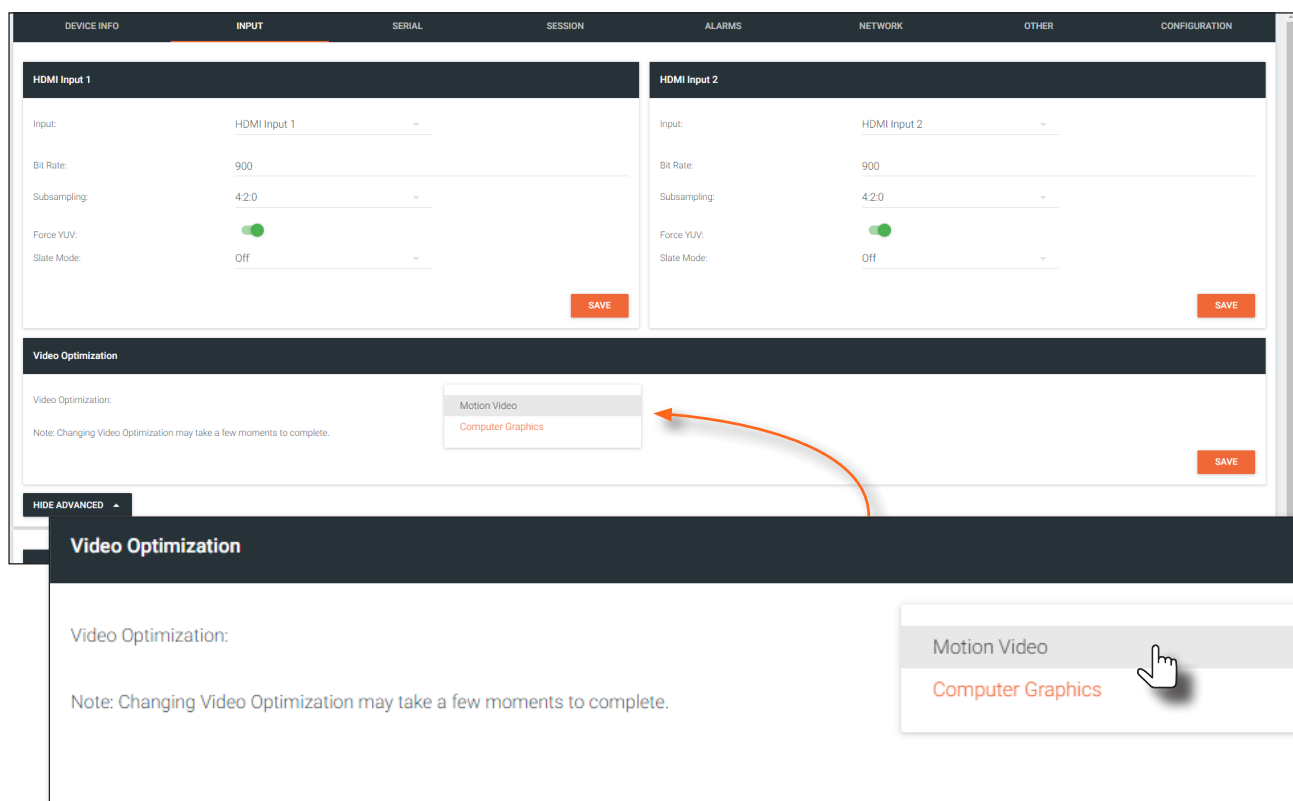 DEVICE INFO INPUT SERIAL SESSION ALARMS NETWORK OTHER CONFIGURATION
HDMI Input 1
Input: HDMI Input 1
Bit Rate: 900
Subsampling: 4:2:0
Force YUV:
Slate Mode: Off
SAVE
HDMI Input 2
Input: HDMI Input 2
Bit Rate: 900
Subsampling: 4:2:0
Force YUV:
Slate Mode: Off
SAVE
Video Optimization
Video Optimization:
Motion Video
Computer Graphics
Note: Changing Video Optimization may take a few moments to complete.
SAVE
HIDE ADVANCED
Video Optimization
Video Optimization:
Motion Video
Computer Graphics
Note: Changing Video Optimization may take a few moments to complete.